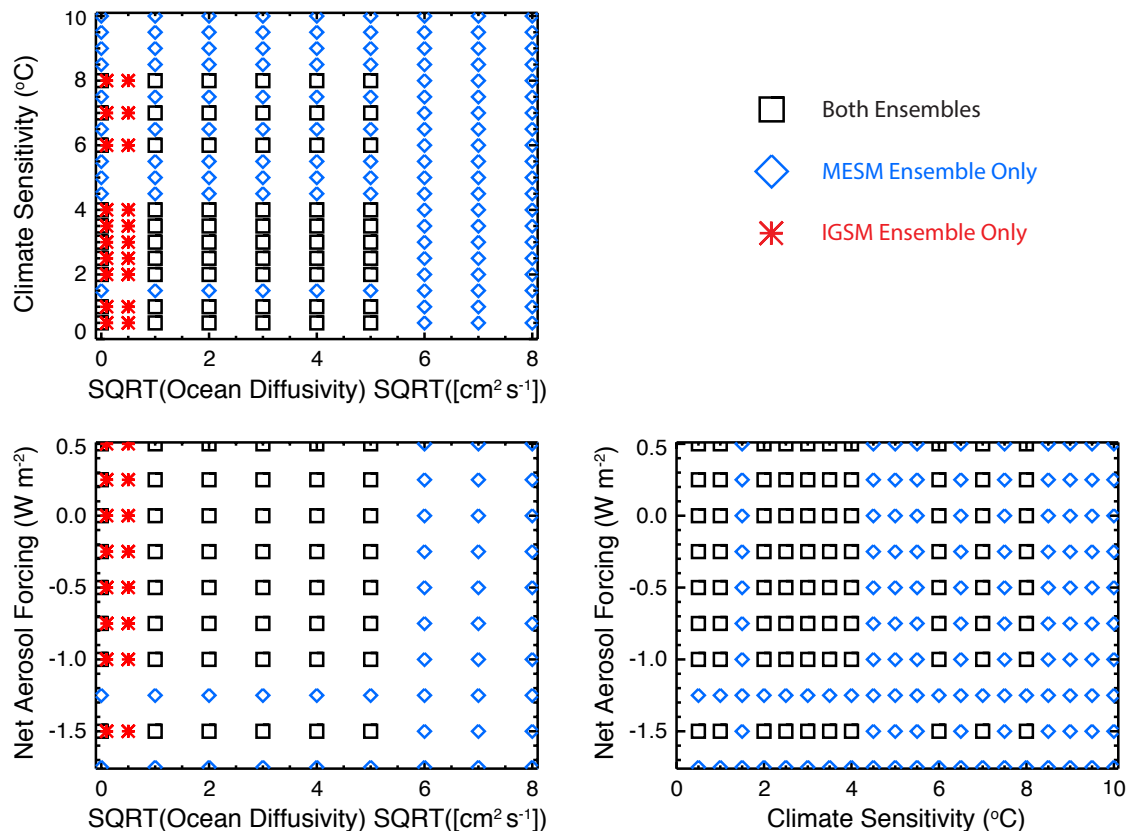 Climate Sensitivity (°C)
10
8
6
4
2
0
0 2 4 6 8
SQRT(Ocean Diffusivity) SQRT([cm² s⁻¹])
Both Ensembles
MESM Ensemble Only
IGSM Ensemble Only
Net Aerosol Forcing (W m⁻²)
0.5
0.0
-0.5
-1.0
-1.5
0 2 4 6 8
SQRT(Ocean Diffusivity) SQRT([cm² s⁻¹])
Net Aerosol Forcing (W m⁻²)
0.5
0.0
-0.5
-1.0
-1.5
0 2 4 6 8 10
Climate Sensitivity (°C)